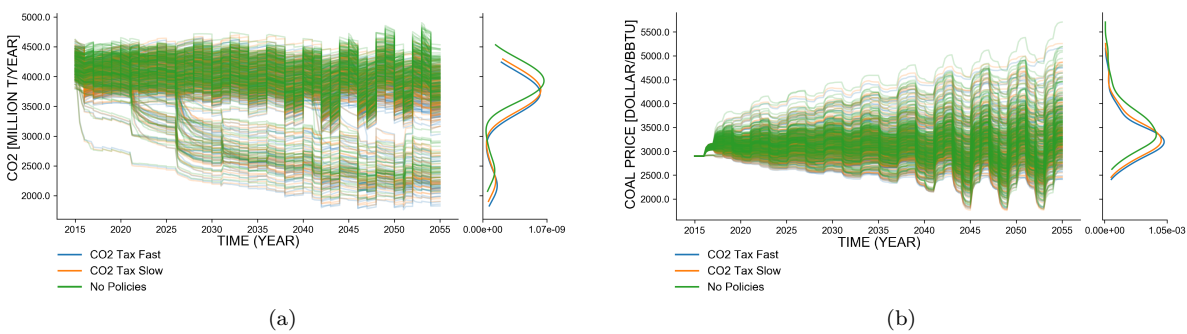 5000.0
4500.0
4000.0
3500.0
3000.0
2500.0
2000.0
CO2 [MILLION T/YEAR]
2015 2020 2025 2030 2035 2040 2045 2050 2055
TIME (YEAR)
0.00e+00 1.07e-09
CO2 Tax Fast
CO2 Tax Slow
No Policies
(a)
5500.0
5000.0
4500.0
4000.0
3500.0
3000.0
2500.0
2000.0
COAL PRICE [DOLLAR/BBTU]
2015 2020 2025 2030 2035 2040 2045 2050 2055
TIME (YEAR)
0.00e+00 1.05e-03
CO2 Tax Fast
CO2 Tax Slow
No Policies
(b)